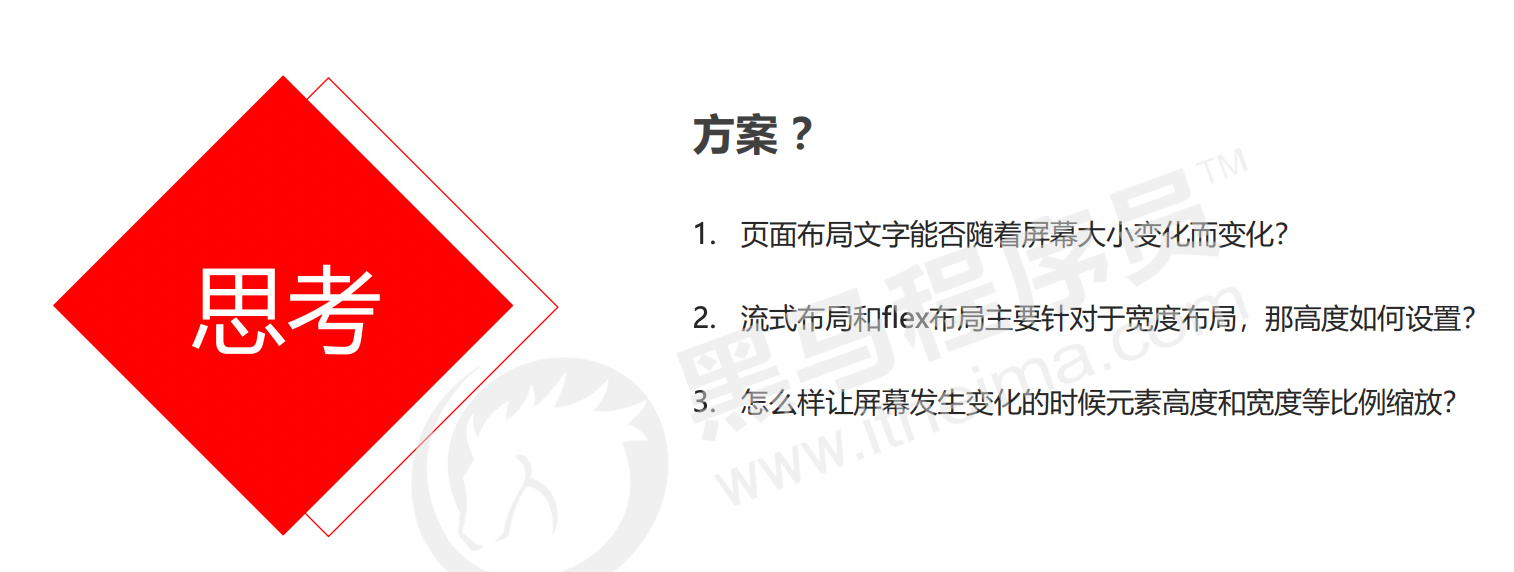 思考
方案？
1. 页面布局文字能否随着屏幕大小变化而变化?
2. 流式布局和flex布局主要针对于宽度布局，那高度如何设置?
3. 怎么样让屏幕发生变化的时候元素高度和宽度等比例缩放?
黑马程序员™
www.itheima.com